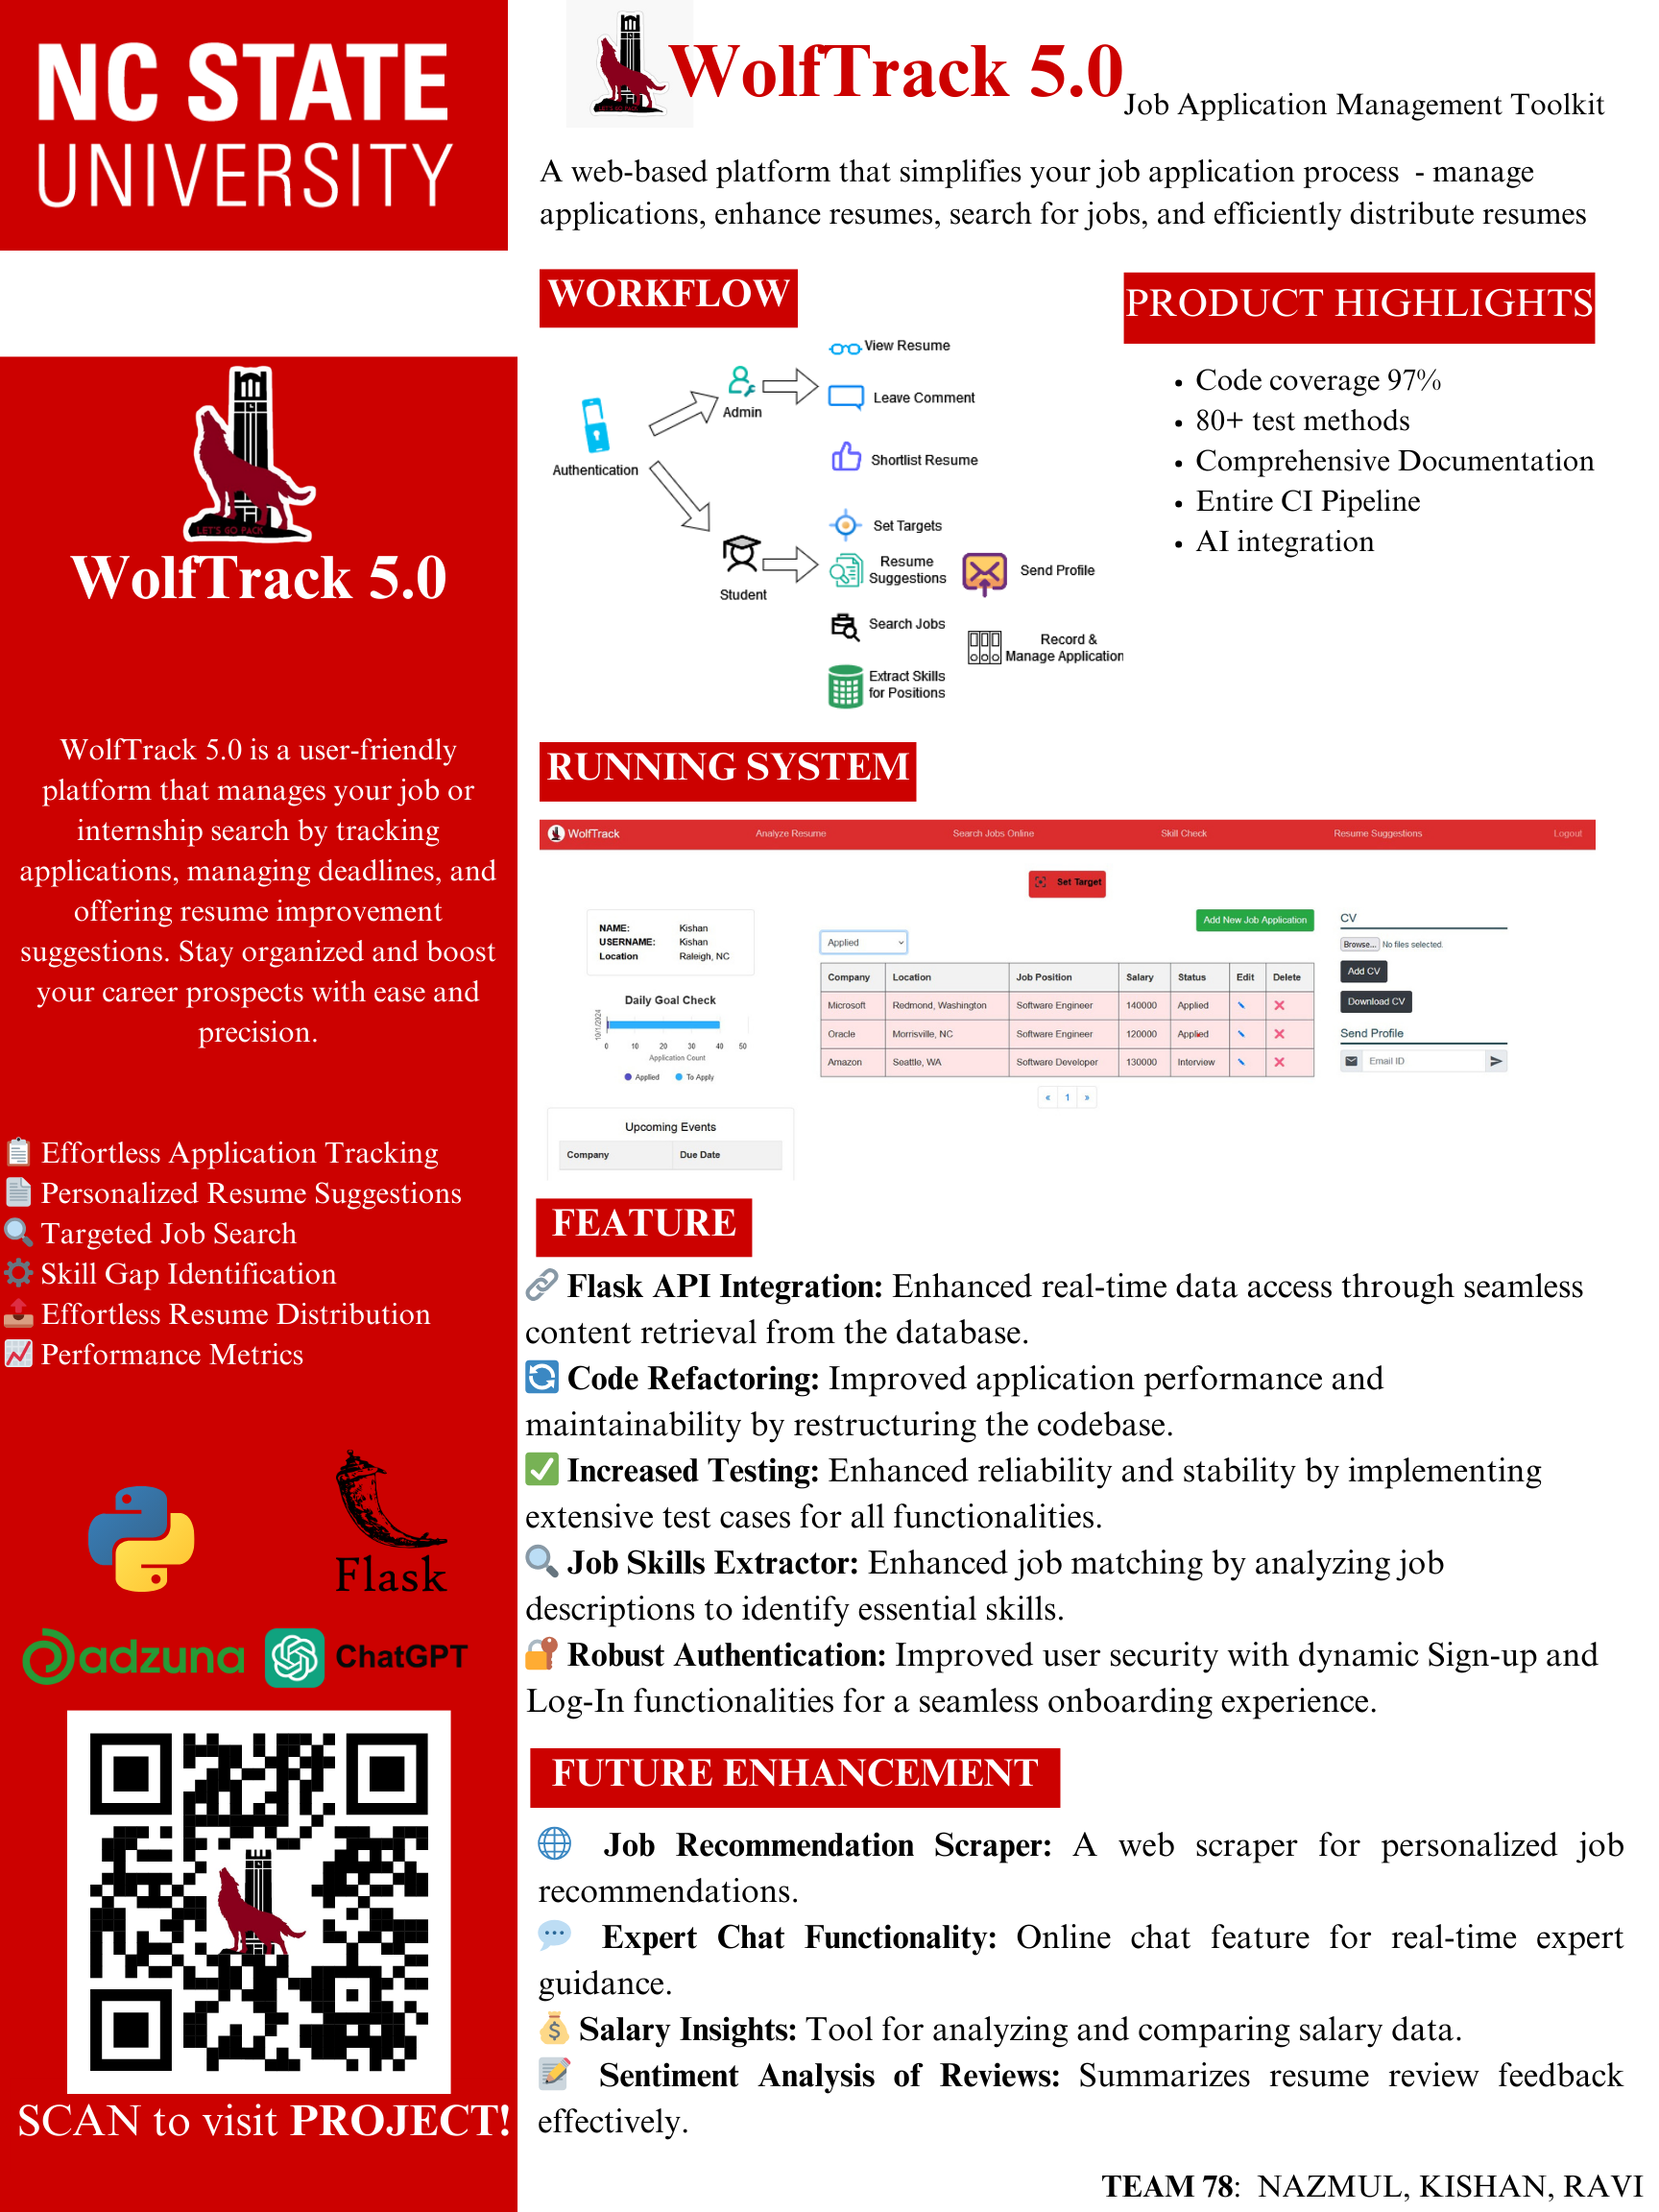 NC STATE
UNIVERSITY
WolfTrack 5.0
Job Application Management Toolkit
A web-based platform that simplifies your job application process - manage
applications, enhance resumes, search for jobs, and efficiently distribute resumes
LET'S GO PACK
WolfTrack 5.0
WolfTrack 5.0 is a user-friendly
platform that manages your job or
internship search by tracking
applications, managing deadlines, and
offering resume improvement
suggestions. Stay organized and boost
your career prospects with ease and
precision.
📋 Effortless Application Tracking
📄 Personalized Resume Suggestions
🔍 Targeted Job Search
⚙️ Skill Gap Identification
📤 Effortless Resume Distribution
📈 Performance Metrics
Flask
adzuna
ChatGPT
SCAN to visit PROJECT!
WORKFLOW
Authentication
Admin
Student
View Resume
Leave Comment
Shortlist Resume
Set Targets
Resume
Suggestions
Send Profile
Search Jobs
Record &
Manage Application
Extract Skills
for Positions
PRODUCT HIGHLIGHTS
• Code coverage 97%
• 80+ test methods
• Comprehensive Documentation
• Entire CI Pipeline
• AI integration
RUNNING SYSTEM
WolfTrack Analyze Resume Search Jobs Online Skill Check Resume Suggestions Logout
Set Target
NAME: Kishan
USERNAME: Kishan
Location Raleigh, NC
Daily Goal Check
10/1/2024
0 10 20 30 40 50
Application Count
Applied To Apply
Upcoming Events
Company Due Date
Add New Job Application
Applied
Company Location Job Position Salary Status Edit Delete
Microsoft Redmond, Washington Software Engineer 140000 Applied
Oracle Morrisville, NC Software Engineer 120000 Applied
Amazon Seattle, WA Software Developer 130000 Interview
« 1 »
CV
Browse... No files selected.
Add CV
Download CV
Send Profile
Email ID
FEATURE
🔗 Flask API Integration: Enhanced real-time data access through seamless
content retrieval from the database.
🔄 Code Refactoring: Improved application performance and
maintainability by restructuring the codebase.
✅ Increased Testing: Enhanced reliability and stability by implementing
extensive test cases for all functionalities.
🔍 Job Skills Extractor: Enhanced job matching by analyzing job
descriptions to identify essential skills.
🔐 Robust Authentication: Improved user security with dynamic Sign-up and
Log-In functionalities for a seamless onboarding experience.
FUTURE ENHANCEMENT
🌐 Job Recommendation Scraper: A web scraper for personalized job
recommendations.
💬 Expert Chat Functionality: Online chat feature for real-time expert
guidance.
💰 Salary Insights: Tool for analyzing and comparing salary data.
📝 Sentiment Analysis of Reviews: Summarizes resume review feedback
effectively.
TEAM 78: NAZMUL, KISHAN, RAVI